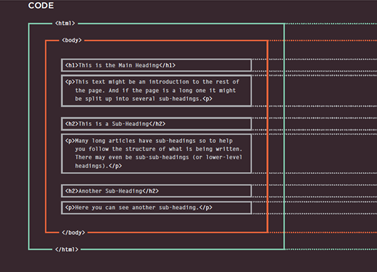 CODE
<html>
<body>
<h1>This is the Main Heading</h1>
<p>This text might be an introduction to the rest of
the page. And if the page is a long one it might
be split up into several sub-headings.<p>
<h2>This is a Sub-Heading</h2>
<p>Many long articles have sub-headings so to help
you follow the structure of what is being written.
There may even be sub-sub-headings (or lower-level
headings).</p>
<h2>Another Sub-Heading</h2>
<p>Here you can see another sub-heading.</p>
</body>
</html>